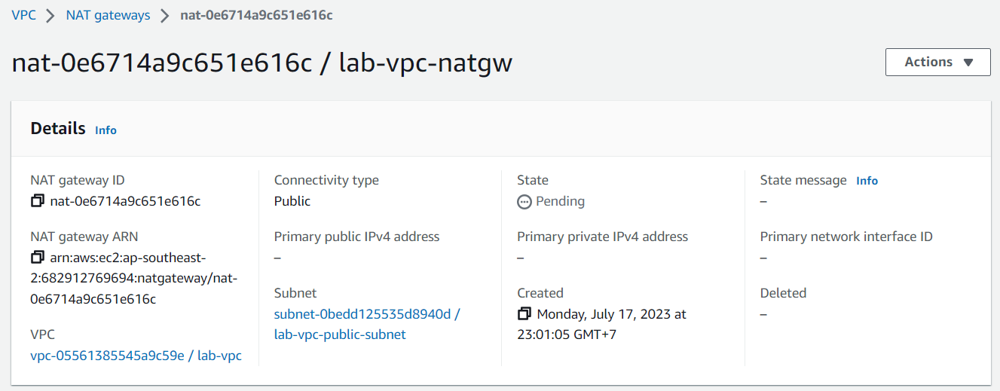 VPC > NAT gateways > nat-0e6714a9c651e616c
nat-0e6714a9c651e616c / lab-vpc-natgw
Actions ▼
Details Info
NAT gateway ID
nat-0e6714a9c651e616c
NAT gateway ARN
arn:aws:ec2:ap-southeast-
2:682912769694:natgateway/nat-
0e6714a9c651e616c
VPC
vpc-05561385545a9c59e / lab-vpc
Connectivity type
Public
Primary public IPv4 address
–
Subnet
subnet-0bedd125535d8940d /
lab-vpc-public-subnet
State
Pending
Primary private IPv4 address
–
Created
Monday, July 17, 2023 at
23:01:05 GMT+7
State message Info
–
Primary network interface ID
–
Deleted
–